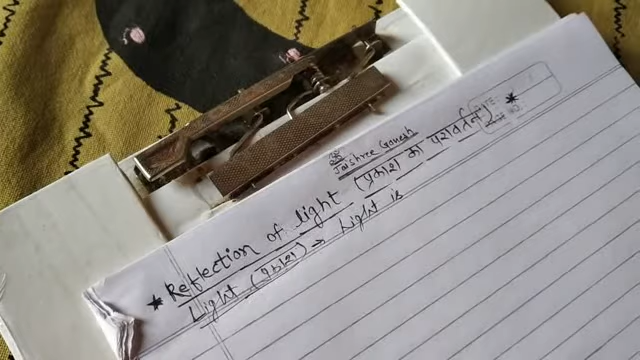 ॐ
Jaishree Ganesh
* Reflection of light (प्रकाश का परावर्तन) *
Light (प्रकाश) → Light is